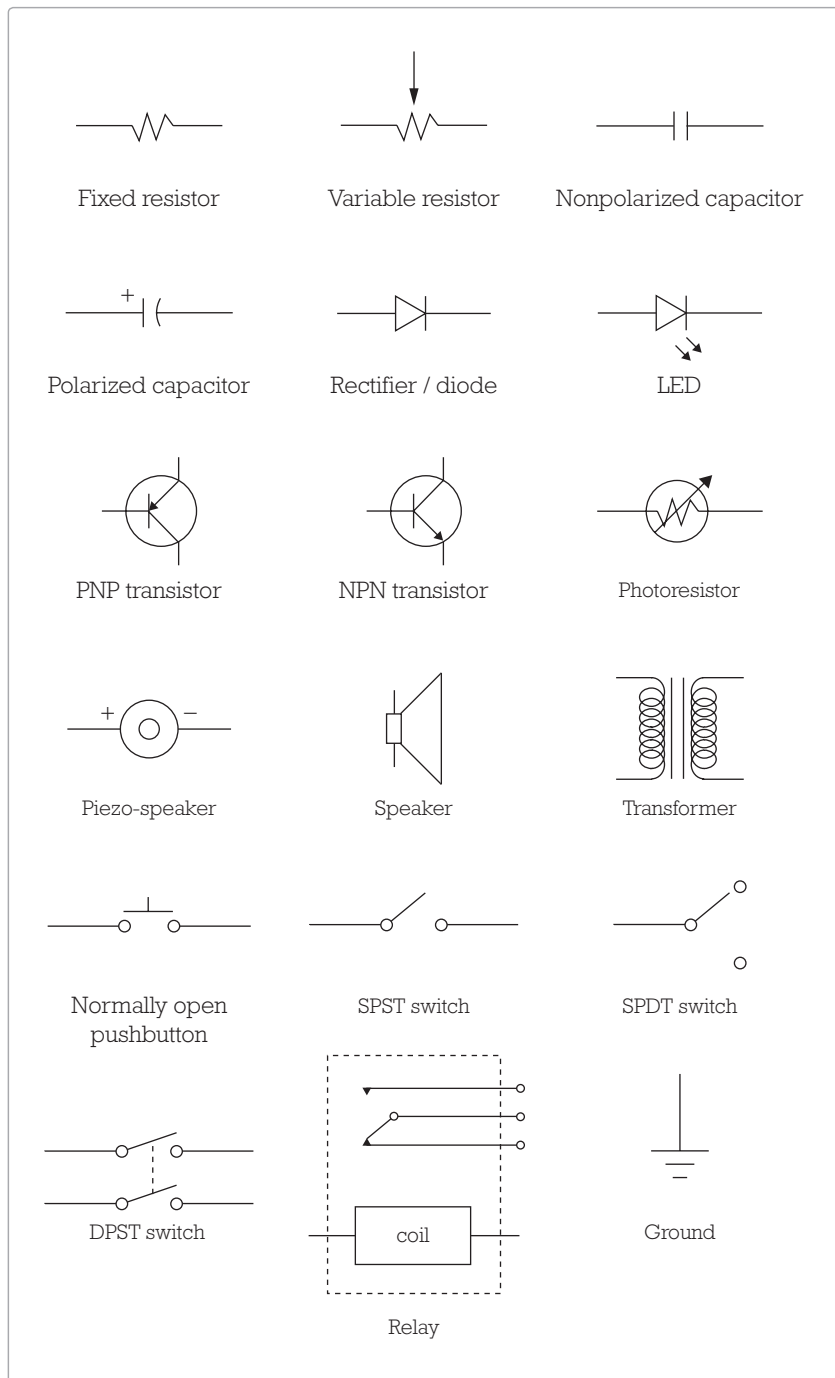 Fixed resistor
Variable resistor
Nonpolarized capacitor
+
Polarized capacitor
Rectifier / diode
LED
PNP transistor
NPN transistor
Photoresistor
+
−
Piezo-speaker
Speaker
Transformer
Normally open
pushbutton
SPST switch
SPDT switch
DPST switch
coil
Relay
Ground